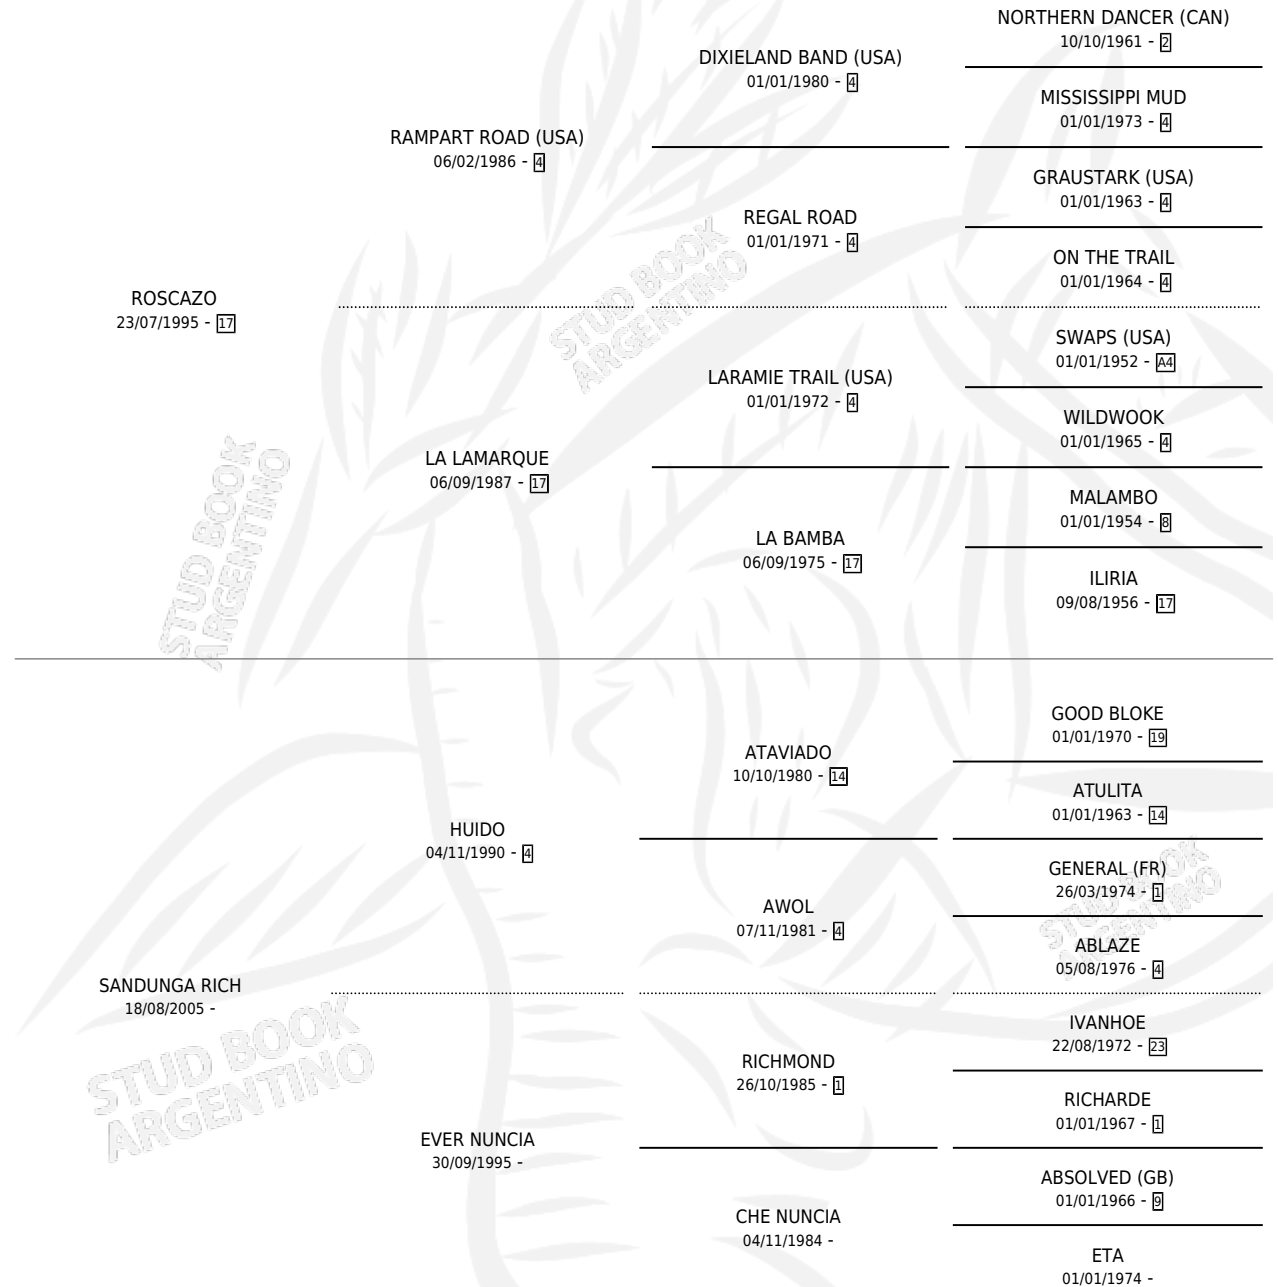 NORTHERN DANCER (CAN)
10/10/1961 - 2
DIXIELAND BAND (USA)
01/01/1980 - 4
MISSISSIPPI MUD
01/01/1973 - 4
RAMPART ROAD (USA)
06/02/1986 - 4
GRAUSTARK (USA)
01/01/1963 - 4
REGAL ROAD
01/01/1971 - 4
ON THE TRAIL
01/01/1964 - 4
ROSCAZO
23/07/1995 - 17
SWAPS (USA)
01/01/1952 - A4
LARAMIE TRAIL (USA)
01/01/1972 - 4
WILDWOOK
01/01/1965 - 4
LA LAMARQUE
06/09/1987 - 17
MALAMBO
01/01/1954 - 8
LA BAMBA
06/09/1975 - 17
ILIRIA
09/08/1956 - 17
STUD BOOK
ARGENTINO
STUD BOOK
ARGENTINO
GOOD BLOKE
01/01/1970 - 19
ATAVIADO
10/10/1980 - 14
ATULITA
01/01/1963 - 14
HUIDO
04/11/1990 - 4
GENERAL (FR)
26/03/1974 - 1
AWOL
07/11/1981 - 4
ABLAZE
05/08/1976 - 4
STUD BOOK
ARGENTINO
SANDUNGA RICH
18/08/2005 -
IVANHOE
22/08/1972 - 23
RICHMOND
26/10/1985 - 1
RICHARDE
01/01/1967 - 1
EVER NUNCIA
30/09/1995 -
ABSOLVED (GB)
01/01/1966 - 9
CHE NUNCIA
04/11/1984 -
ETA
01/01/1974 -
STUD BOOK
ARGENTINO